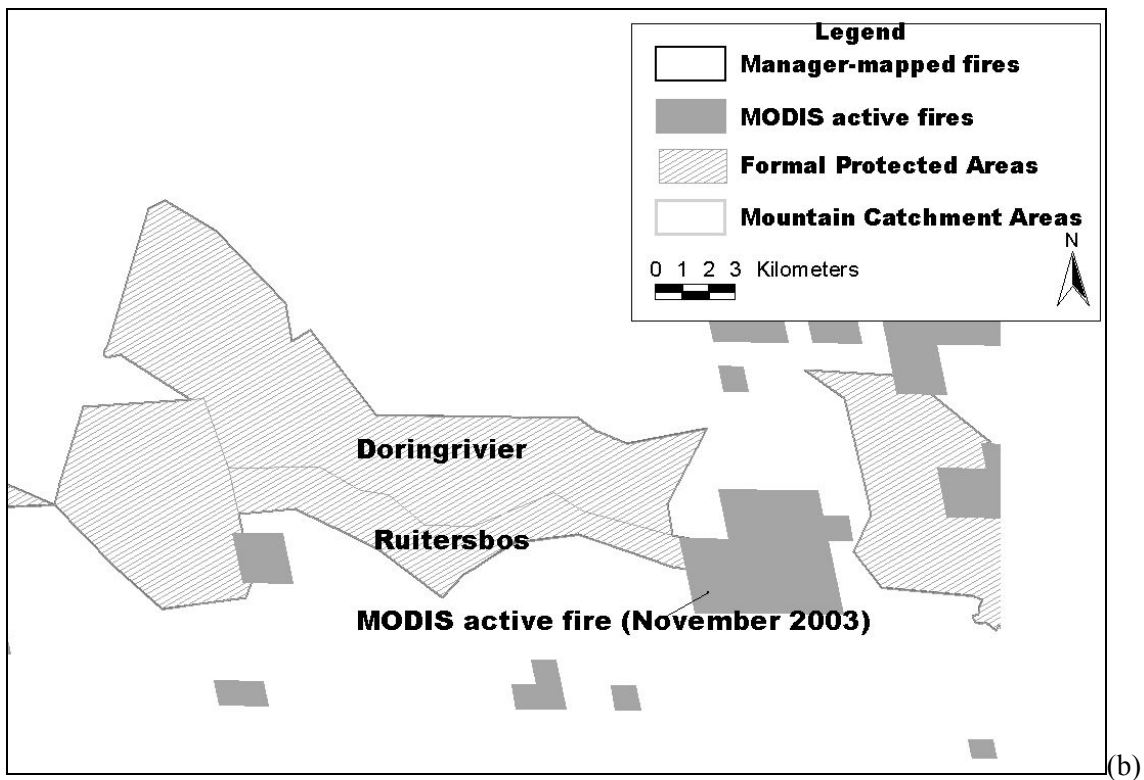 Legend
Manager-mapped fires
MODIS active fires
Formal Protected Areas
Mountain Catchment Areas
N
0 1 2 3 Kilometers
Doringrivier
Ruitersbos
MODIS active fire (November 2003)
(b)